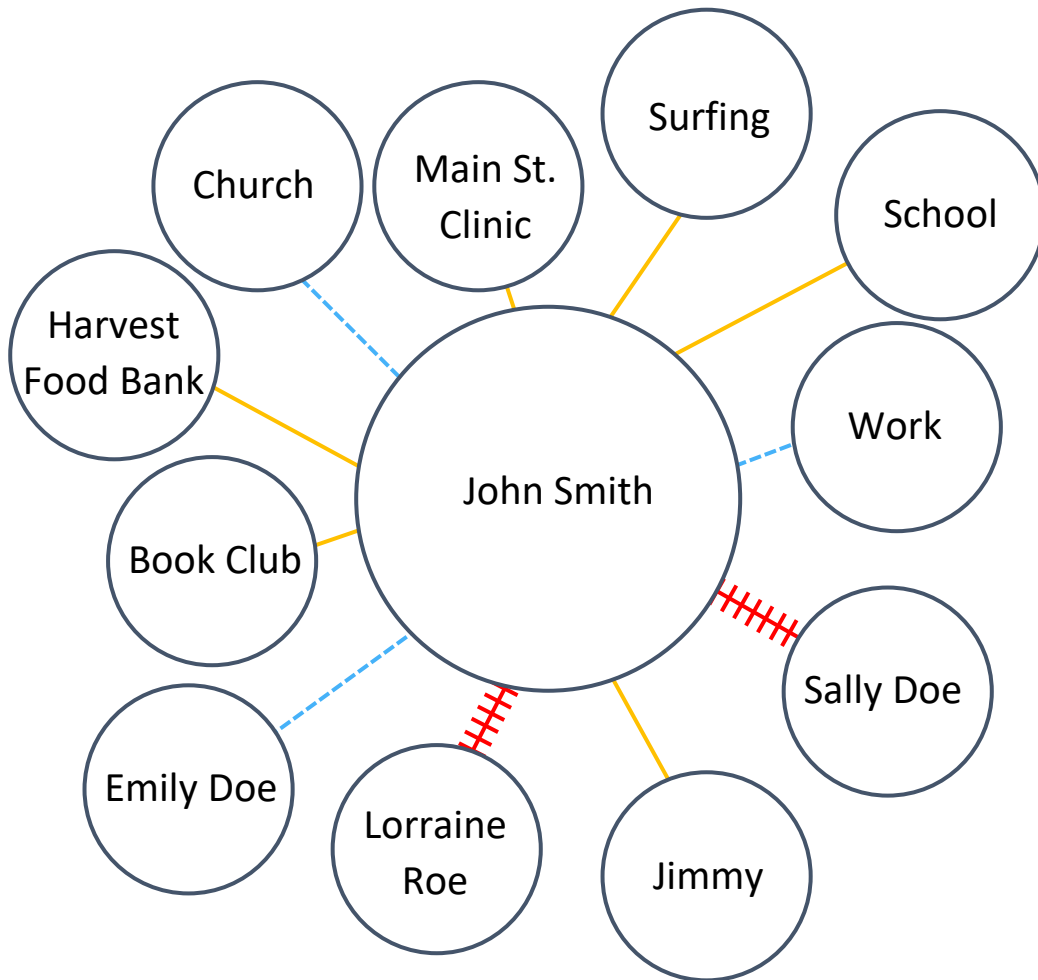 Surfing
Church
Main St.
Clinic
School
Harvest
Food Bank
Work
John Smith
Book Club
Sally Doe
Emily Doe
Lorraine
Roe
Jimmy